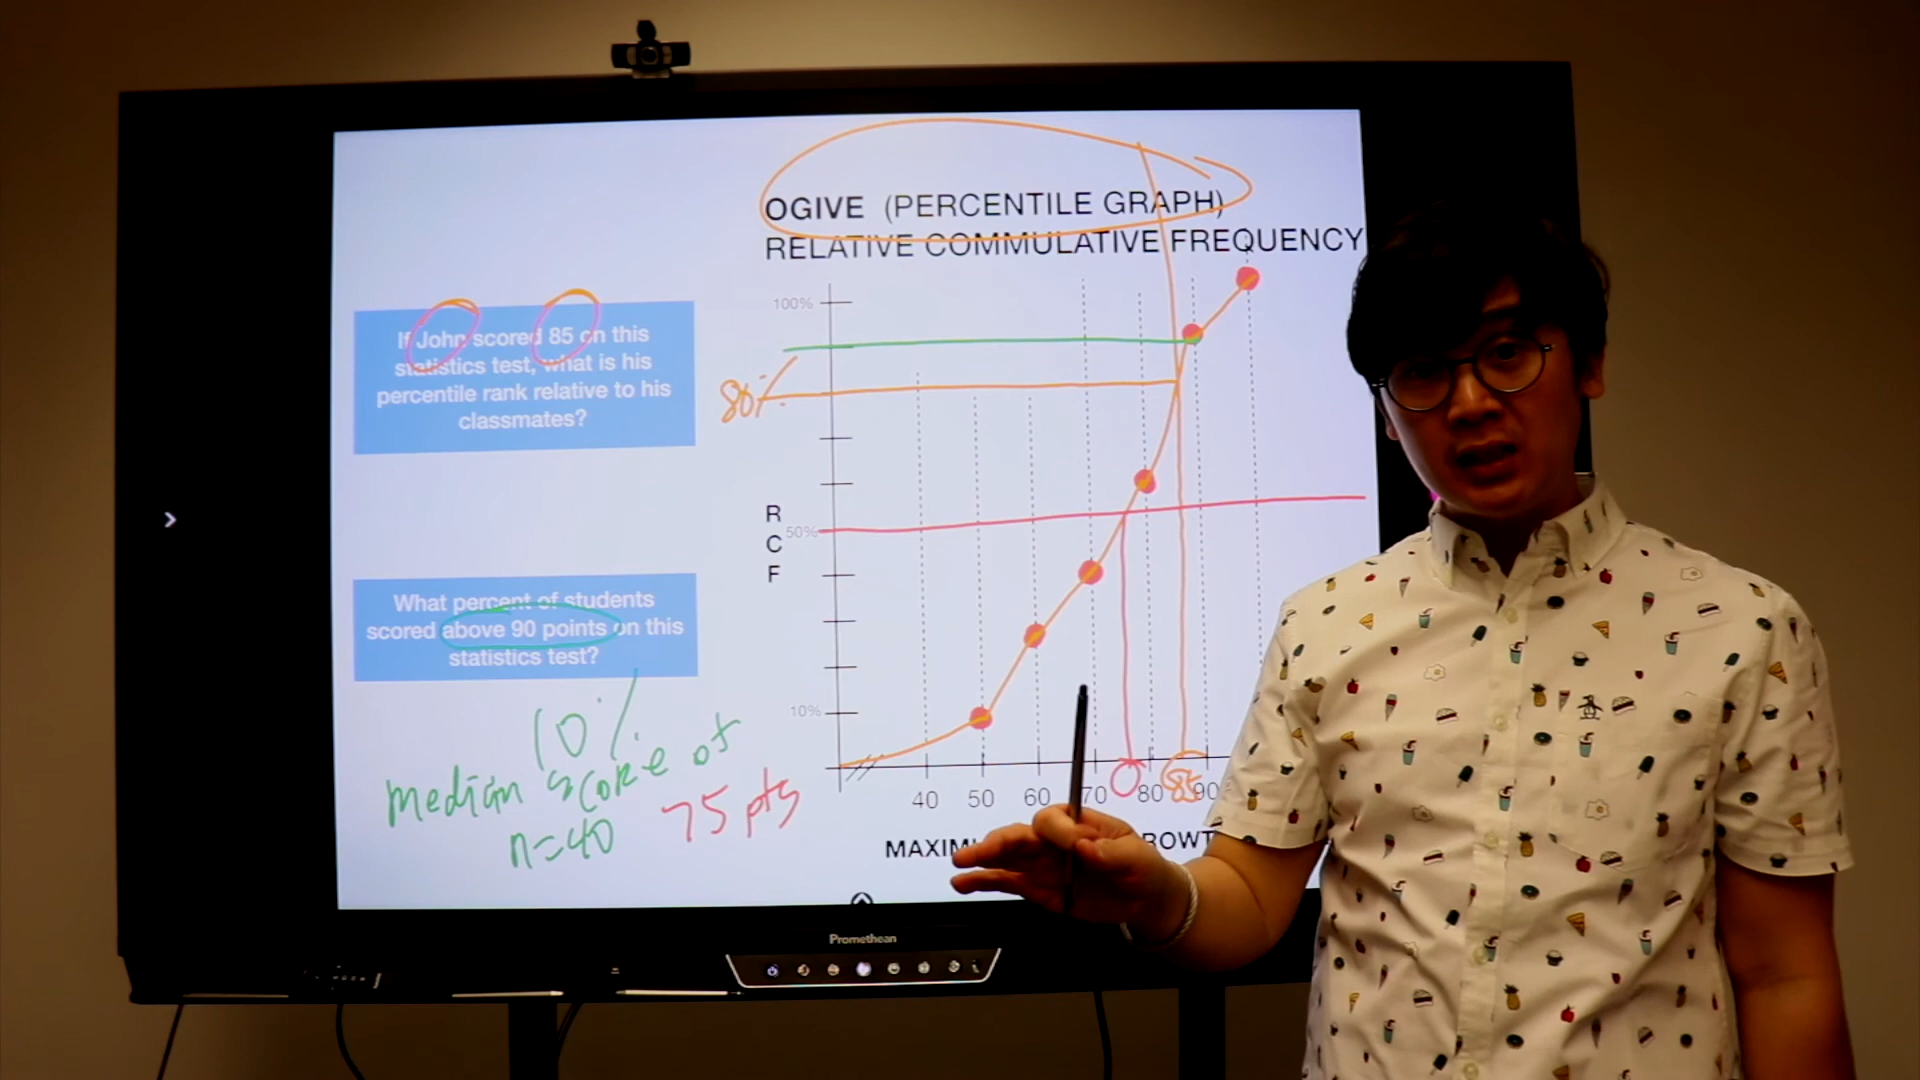 OGIVE (PERCENTILE GRAPH)
RELATIVE COMMULATIVE FREQUENCY
If John scored 85 on this
statistics test, what is his
percentile rank relative to his
classmates?
100%
80%
R
C
F
50%
10%
What percent of students
scored above 90 points on this
statistics test?
10%
median score of
75 pts
n=40
40 50 60 70 80 85 90
Promethean